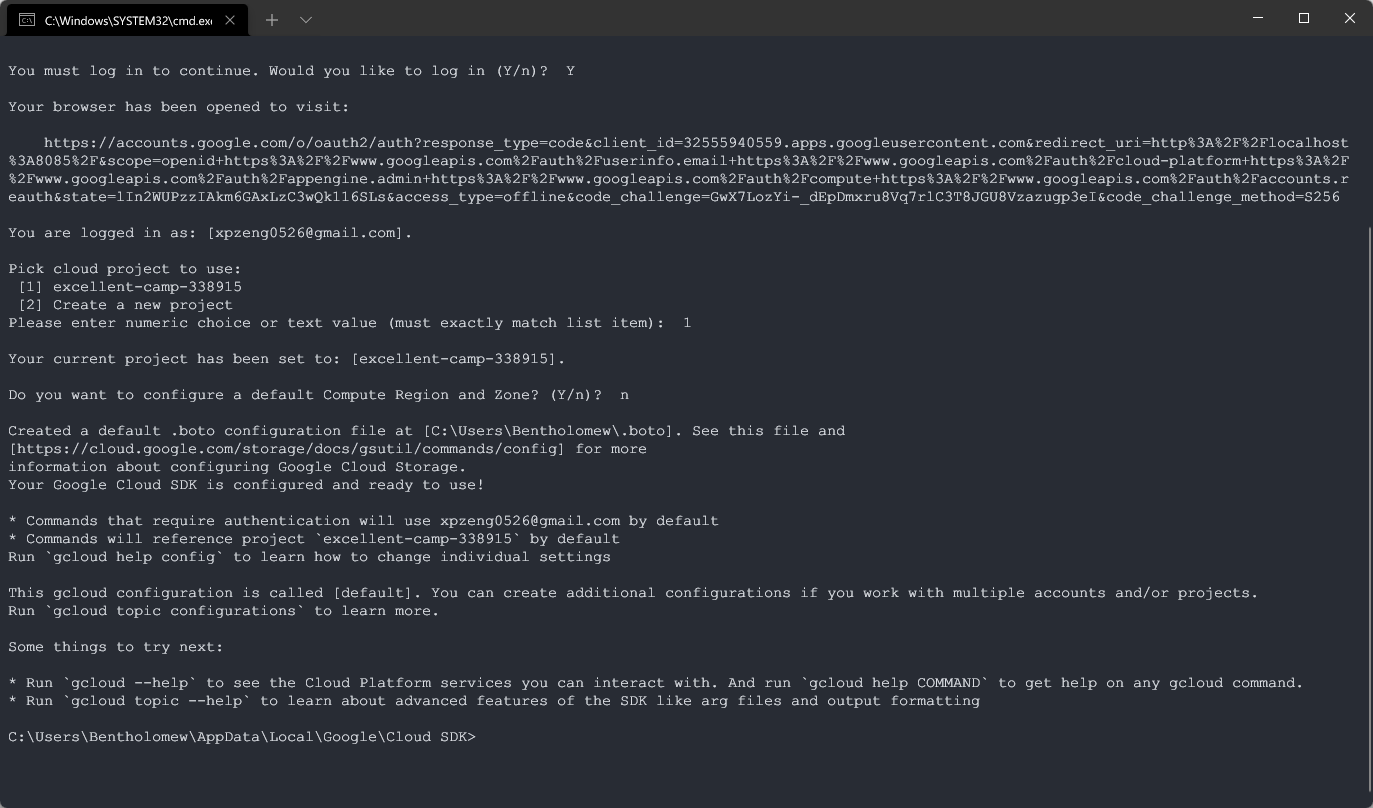 C:\Windows\SYSTEM32\cmd.exe
You must log in to continue. Would you like to log in (Y/n)?  Y
Your browser has been opened to visit:
https://accounts.google.com/o/oauth2/auth?response_type=code&client_id=32555940559.apps.googleusercontent.com&redirect_uri=http%3A%2F%2Flocalhost
%3A8085%2F&scope=openid+https%3A%2F%2Fwww.googleapis.com%2Fauth%2Fuserinfo.email+https%3A%2F%2Fwww.googleapis.com%2Fauth%2Fcloud-platform+https%3A%2F
%2Fwww.googleapis.com%2Fauth%2Fappengine.admin+https%3A%2F%2Fwww.googleapis.com%2Fauth%2Fcompute+https%3A%2F%2Fwww.googleapis.com%2Fauth%2Faccounts.r
eauth&state=lIn2WUPzzIAkm6GAxLzC3wQkl16SLs&access_type=offline&code_challenge=GwX7LozYi-_dEpDmxru8Vq7rlC3T8JGU8Vzazugp3eI&code_challenge_method=S256
You are logged in as: [xpzeng0526@gmail.com].
Pick cloud project to use:
[1] excellent-camp-338915
[2] Create a new project
Please enter numeric choice or text value (must exactly match list item):  1
Your current project has been set to: [excellent-camp-338915].
Do you want to configure a default Compute Region and Zone? (Y/n)?  n
Created a default .boto configuration file at [C:\Users\Bentholomew\.boto]. See this file and
[https://cloud.google.com/storage/docs/gsutil/commands/config] for more
information about configuring Google Cloud Storage.
Your Google Cloud SDK is configured and ready to use!
* Commands that require authentication will use xpzeng0526@gmail.com by default
* Commands will reference project `excellent-camp-338915` by default
Run `gcloud help config` to learn how to change individual settings
This gcloud configuration is called [default]. You can create additional configurations if you work with multiple accounts and/or projects.
Run `gcloud topic configurations` to learn more.
Some things to try next:
* Run `gcloud --help` to see the Cloud Platform services you can interact with. And run `gcloud help COMMAND` to get help on any gcloud command.
* Run `gcloud topic --help` to learn about advanced features of the SDK like arg files and output formatting
C:\Users\Bentholomew\AppData\Local\Google\Cloud SDK>